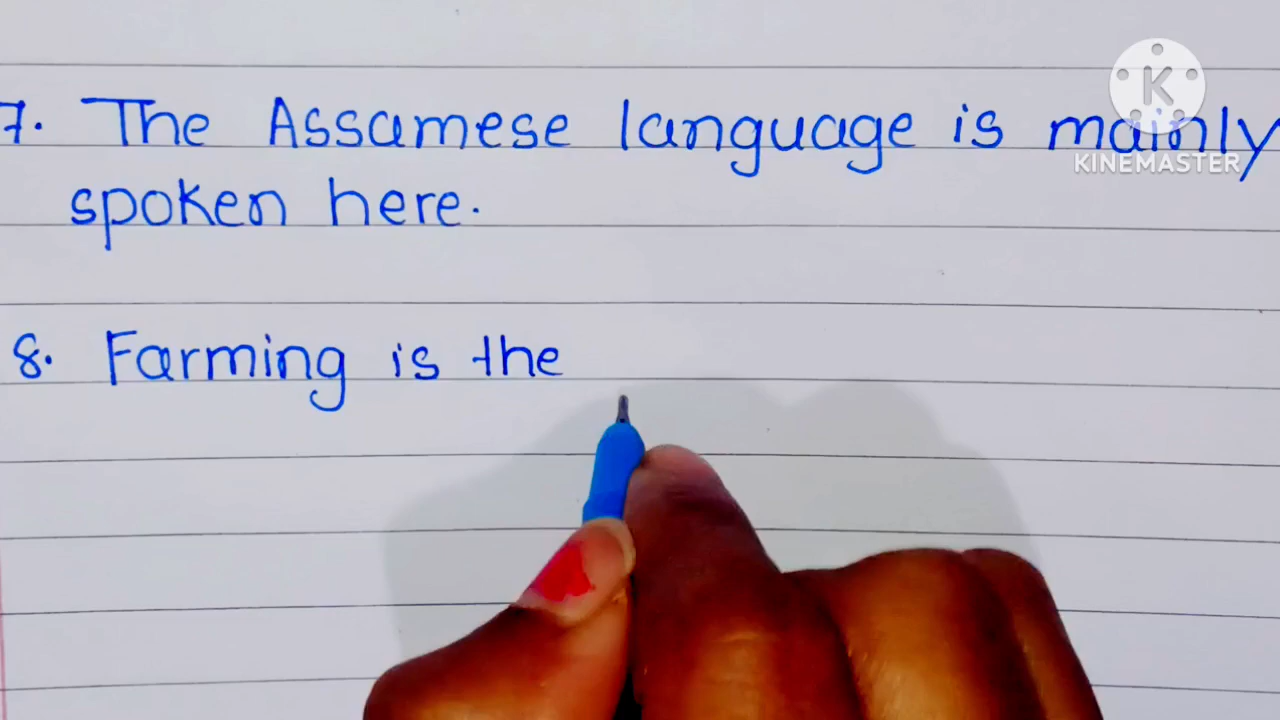 7. The Assamese language is mainly
spoken here.
8. Farming is the
K
KINEMASTER